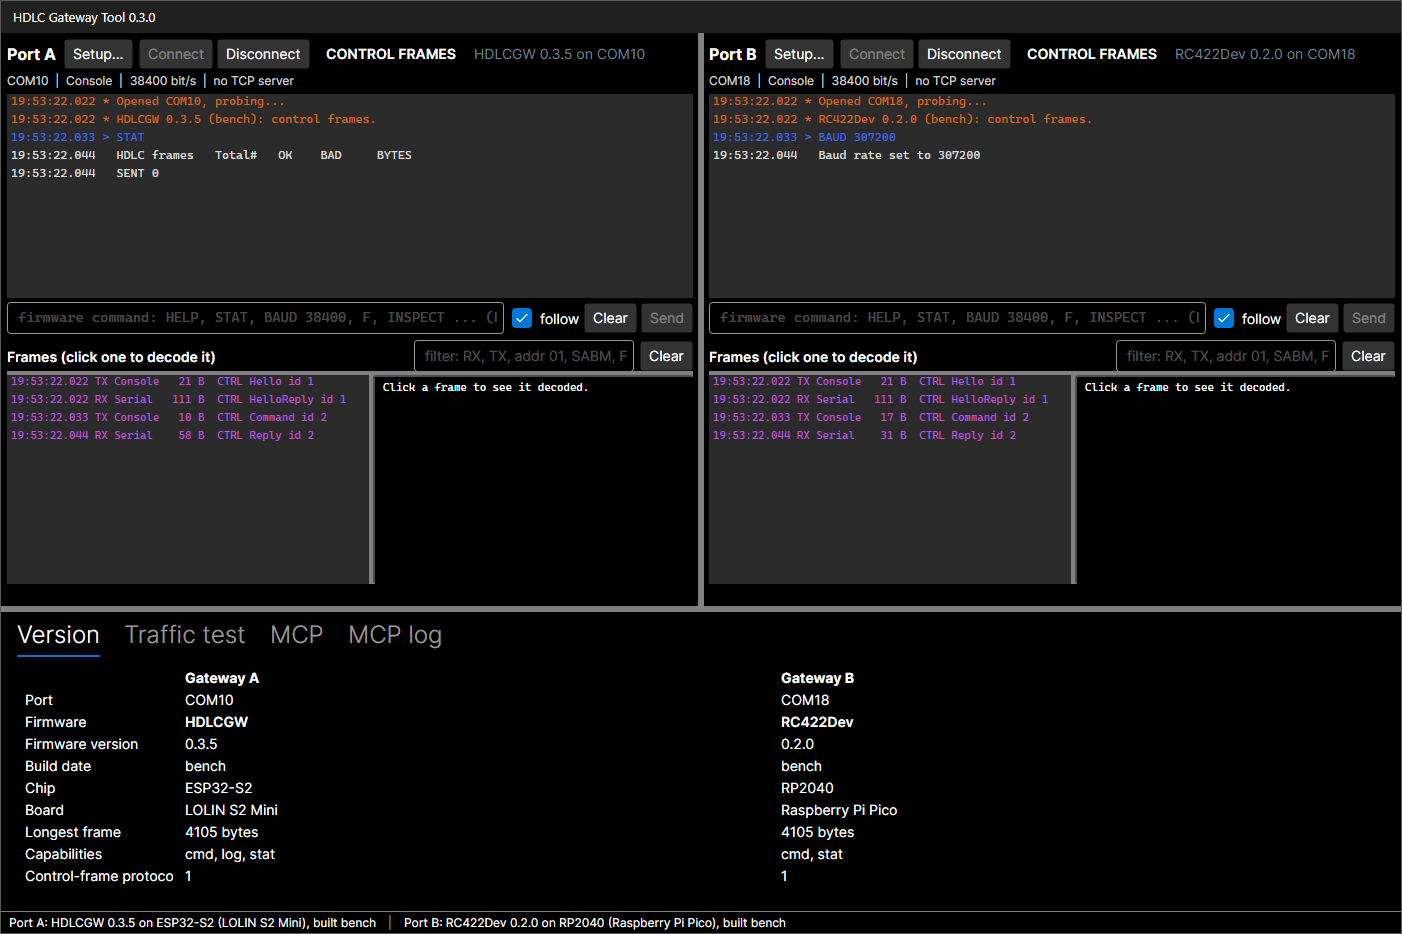 HDLC Gateway Tool 0.3.0
Port A Setup... Connect Disconnect CONTROL FRAMES HDLCGW 0.3.5 on COM10
COM10 | Console | 38400 bit/s | no TCP server
19:53:22.022 * Opened COM10, probing...
19:53:22.022 * HDLCGW 0.3.5 (bench): control frames.
19:53:22.033 > STAT
19:53:22.044 HDLC frames Total# OK BAD BYTES
19:53:22.044 SENT 0
firmware command: HELP, STAT, BAUD 38400, F, INSPECT ... (
follow Clear Send
Frames (click one to decode it) filter: RX, TX, addr 01, SABM, F Clear
19:53:22.022 TX Console 21 B CTRL Hello id 1
19:53:22.022 RX Serial 111 B CTRL HelloReply id 1
19:53:22.033 TX Console 10 B CTRL Command id 2
19:53:22.044 RX Serial 58 B CTRL Reply id 2
Click a frame to see it decoded.
Port B Setup... Connect Disconnect CONTROL FRAMES RC422Dev 0.2.0 on COM18
COM18 | Console | 38400 bit/s | no TCP server
19:53:22.022 * Opened COM18, probing...
19:53:22.022 * RC422Dev 0.2.0 (bench): control frames.
19:53:22.033 > BAUD 307200
19:53:22.044 Baud rate set to 307200
firmware command: HELP, STAT, BAUD 38400, F, INSPECT ... (
follow Clear Send
Frames (click one to decode it) filter: RX, TX, addr 01, SABM, F Clear
19:53:22.022 TX Console 21 B CTRL Hello id 1
19:53:22.022 RX Serial 111 B CTRL HelloReply id 1
19:53:22.033 TX Console 17 B CTRL Command id 2
19:53:22.044 RX Serial 31 B CTRL Reply id 2
Click a frame to see it decoded.
Version Traffic test MCP MCP log
Gateway A Gateway B
Port COM10 COM18
Firmware HDLCGW RC422Dev
Firmware version 0.3.5 0.2.0
Build date bench bench
Chip ESP32-S2 RP2040
Board LOLIN S2 Mini Raspberry Pi Pico
Longest frame 4105 bytes 4105 bytes
Capabilities cmd, log, stat cmd, stat
Control-frame protoco 1 1
Port A: HDLCGW 0.3.5 on ESP32-S2 (LOLIN S2 Mini), built bench | Port B: RC422Dev 0.2.0 on RP2040 (Raspberry Pi Pico), built bench